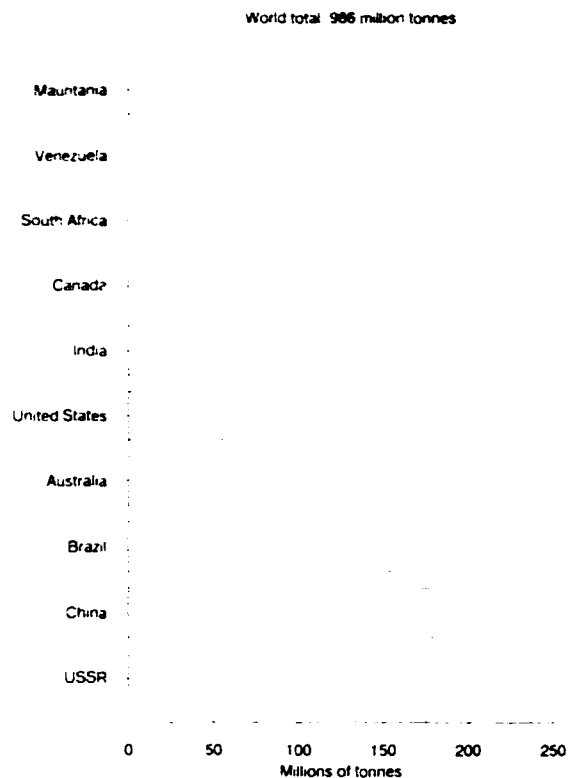 World total 986 million tonnes
Mauritania
Venezuela
South Africa
Canada
India
United States
Australia
Brazil
China
USSR
0 50 100 150 200 250
Millions of tonnes